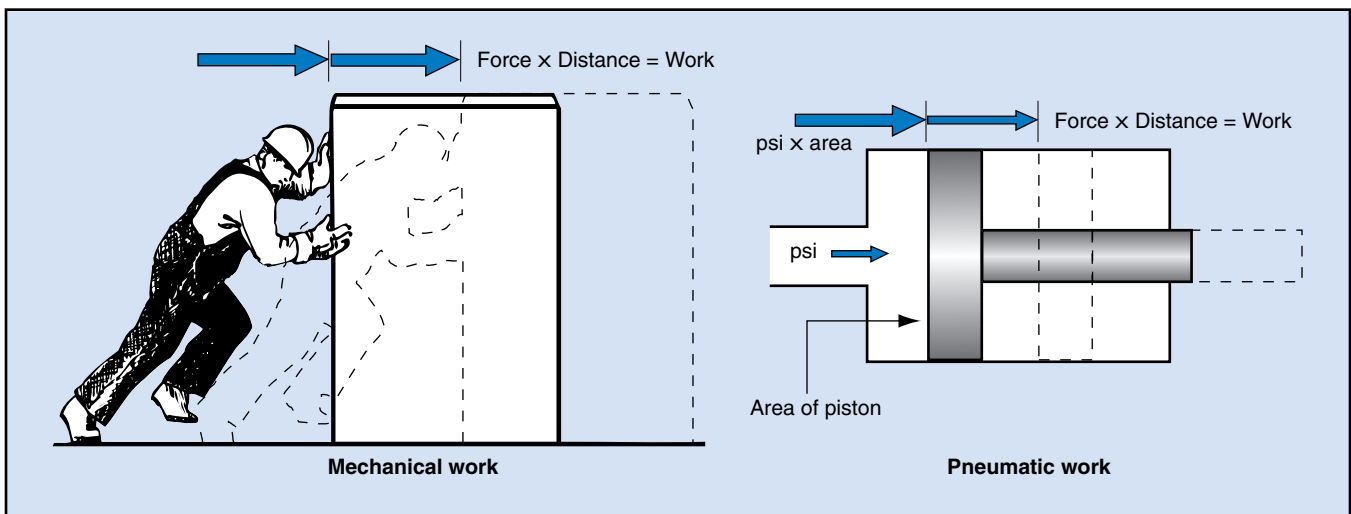 Force × Distance = Work
Mechanical work
Force × Distance = Work
psi × area
psi
Area of piston
Pneumatic work